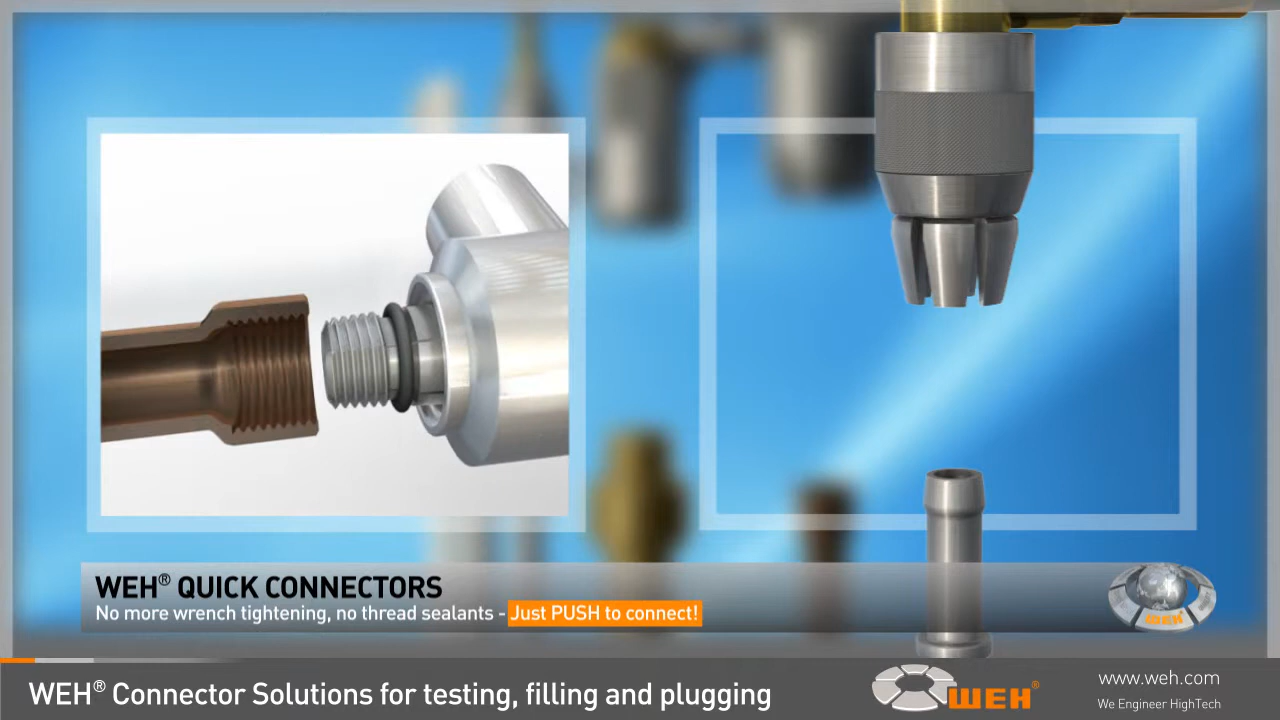 WEH® QUICK CONNECTORS
No more wrench tightening, no thread sealants - Just PUSH to connect!
WEH®
WEH® Connector Solutions for testing, filling and plugging
WEH®
www.weh.com
We Engineer HighTech